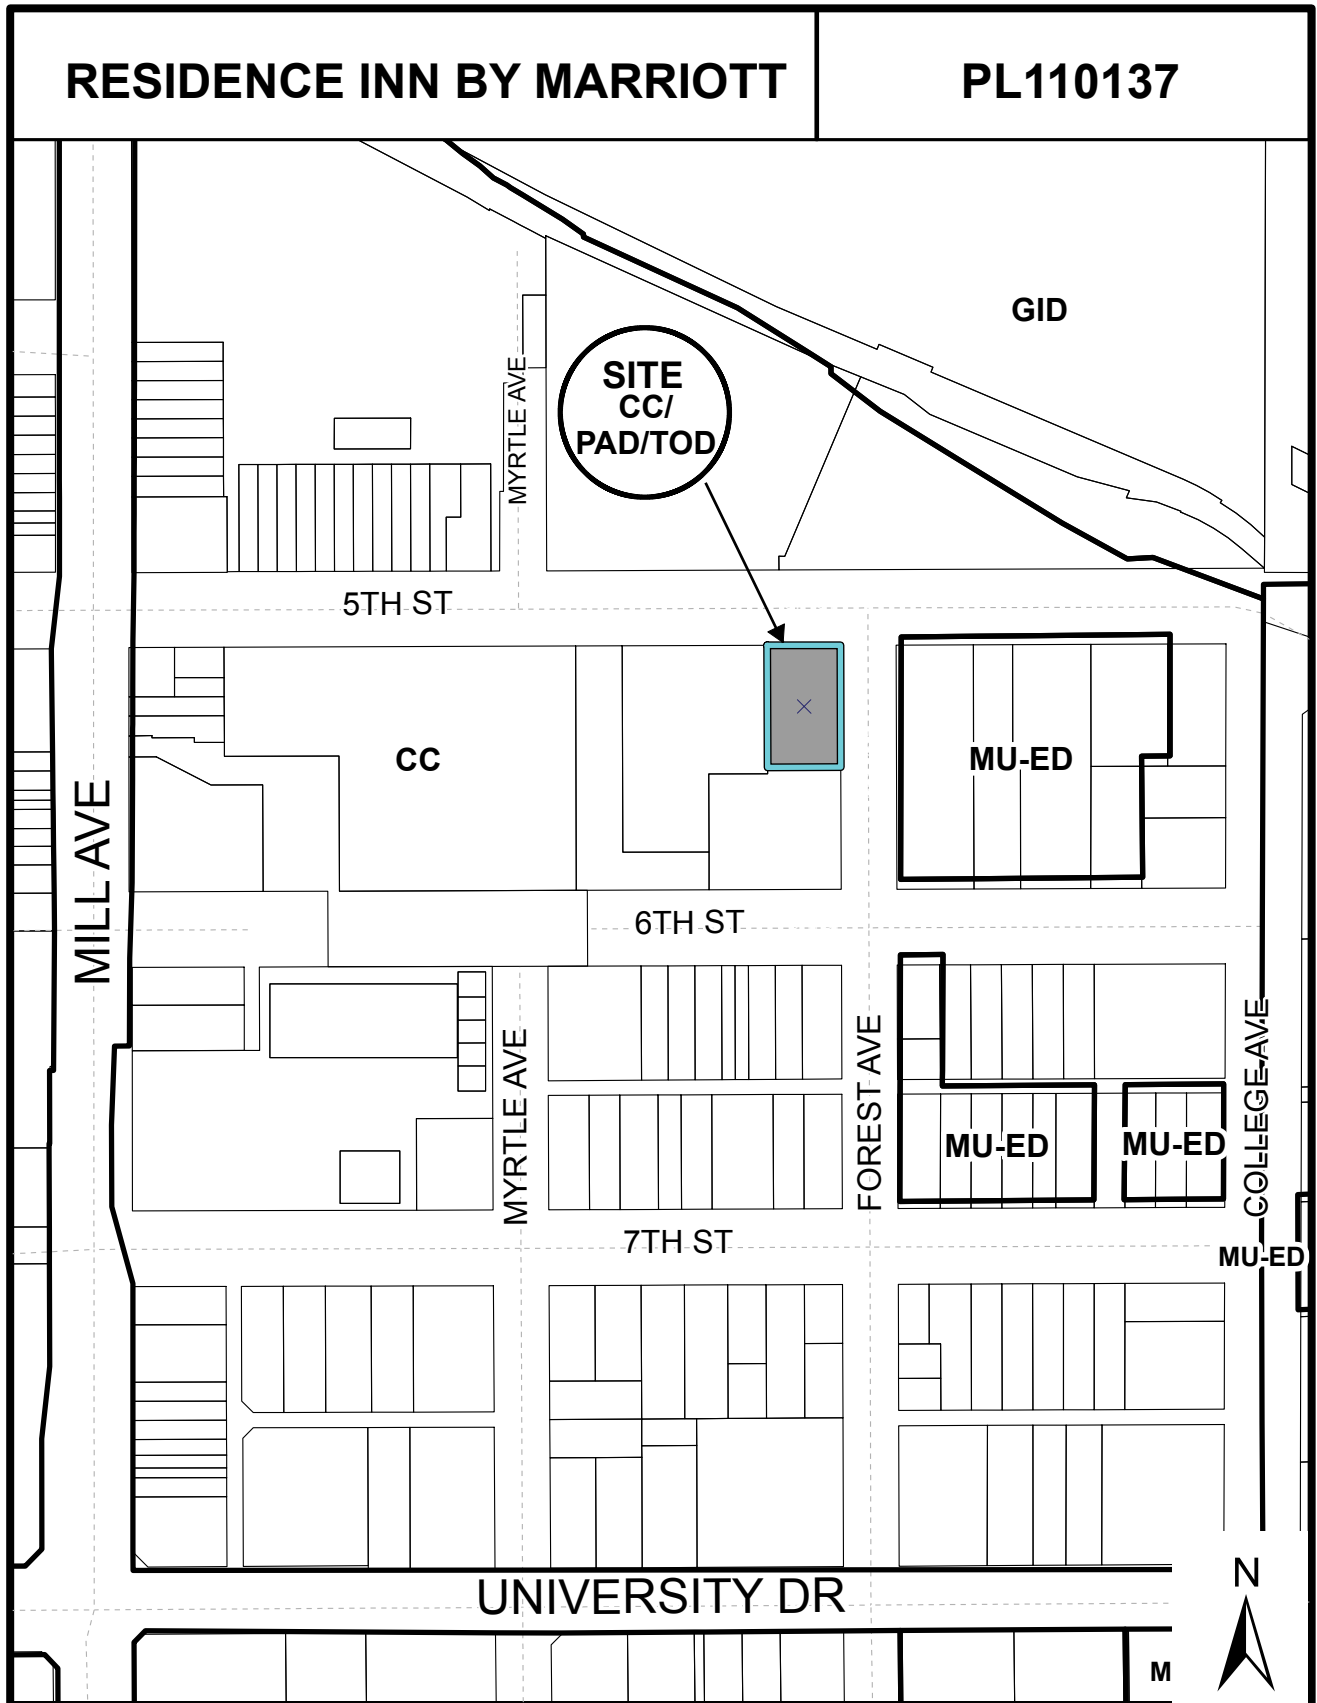 RESIDENCE INN BY MARRIOTT
PL110137
GID
SITE
CC/
PAD/TOD
MYRTLE AVE
5TH ST
CC
MU-ED
MILL AVE
6TH ST
MYRTLE AVE
FOREST AVE
COLLEGE AVE
MU-ED
MU-ED
7TH ST
MU-ED
UNIVERSITY DR
N
M